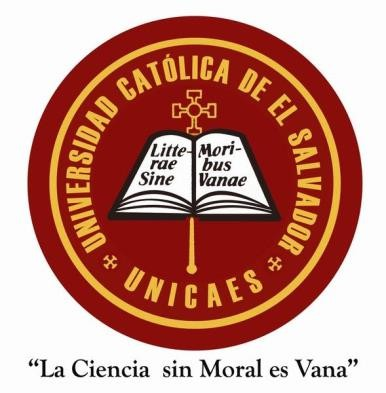 UNIVERSIDAD CATÓLICA DE EL SALVADOR
Litte-
rae
Sine
Mori-
bus
Vanae
UNICAES
“La Ciencia sin Moral es Vana”